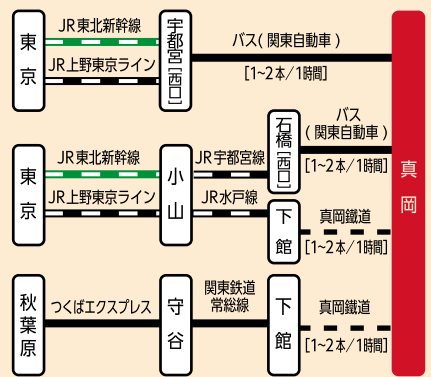 東京
JR東北新幹線
JR上野東京ライン
宇都宮[西口]
バス(関東自動車)
[1~2本/1時間]
東京
JR東北新幹線
JR上野東京ライン
小山
JR宇都宮線
JR水戸線
石橋[西口]
バス
(関東自動車)
[1~2本/1時間]
下館
真岡鐵道
[1~2本/1時間]
秋葉原
つくばエクスプレス
守谷
関東鉄道
常総線
下館
真岡鐵道
[1~2本/1時間]
真岡